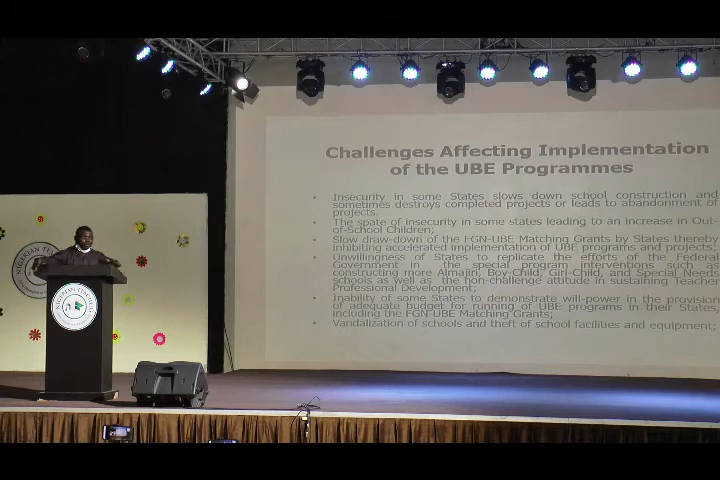 Challenges Affecting Implementation
of the UBE Programmes
• Insecurity in some States slows down school construction and
sometimes destroys completed projects or leads to abandonment of
projects.
• The spate of insecurity in some states leading to an increase in Out-
of-School Children;
• Slow draw-down of the FGN-UBE Matching Grants by States thereby
inhibiting accelerated implementation of UBE programs and projects;
• Unwillingness of States to replicate the efforts of the Federal
Government in the special program interventions such as
constructing more Almajiri, Boy-Child, Girl-Child, and Special Needs
schools as well as the non-challenge attitude in sustaining Teacher
Professional Development;
• Inability of some States to demonstrate will-power in the provision
of adequate budget for running of UBE programs in their States,
including the FGN-UBE Matching Grants;
• Vandalization of schools and theft of school facilities and equipment;
NIGERIAN TEACHER
NIGERIAN TEACHER